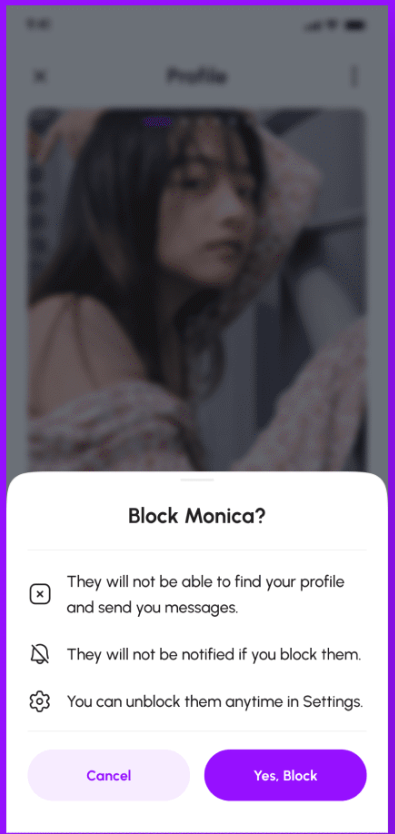 9:41
Profile
Block Monica?
They will not be able to find your profile
and send you messages.
They will not be notified if you block them.
You can unblock them anytime in Settings.
Cancel
Yes, Block